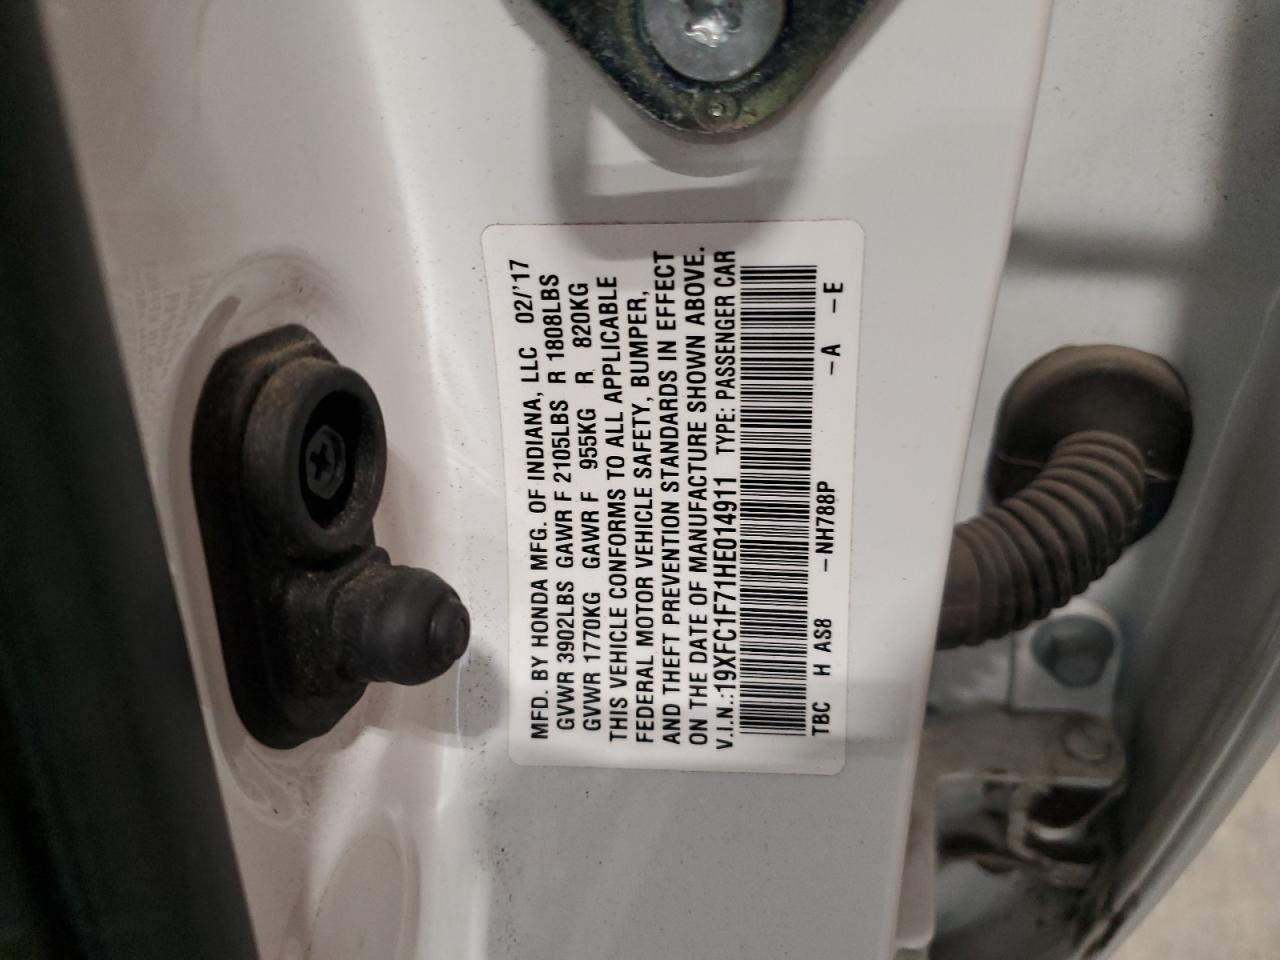 MFD. BY HONDA MFG. OF INDIANA, LLC 02/'17
GVWR 3902LBS GAWR F 2105LBS R 1808LBS
GVWR 1770KG GAWR F 955KG R 820KG
THIS VEHICLE CONFORMS TO ALL APPLICABLE
FEDERAL MOTOR VEHICLE SAFETY, BUMPER,
AND THEFT PREVENTION STANDARDS IN EFFECT
ON THE DATE OF MANUFACTURE SHOWN ABOVE.
V.I.N.:19XFC1F71HE014911 TYPE: PASSENGER CAR
TBC H AS8 –NH788P –A –E